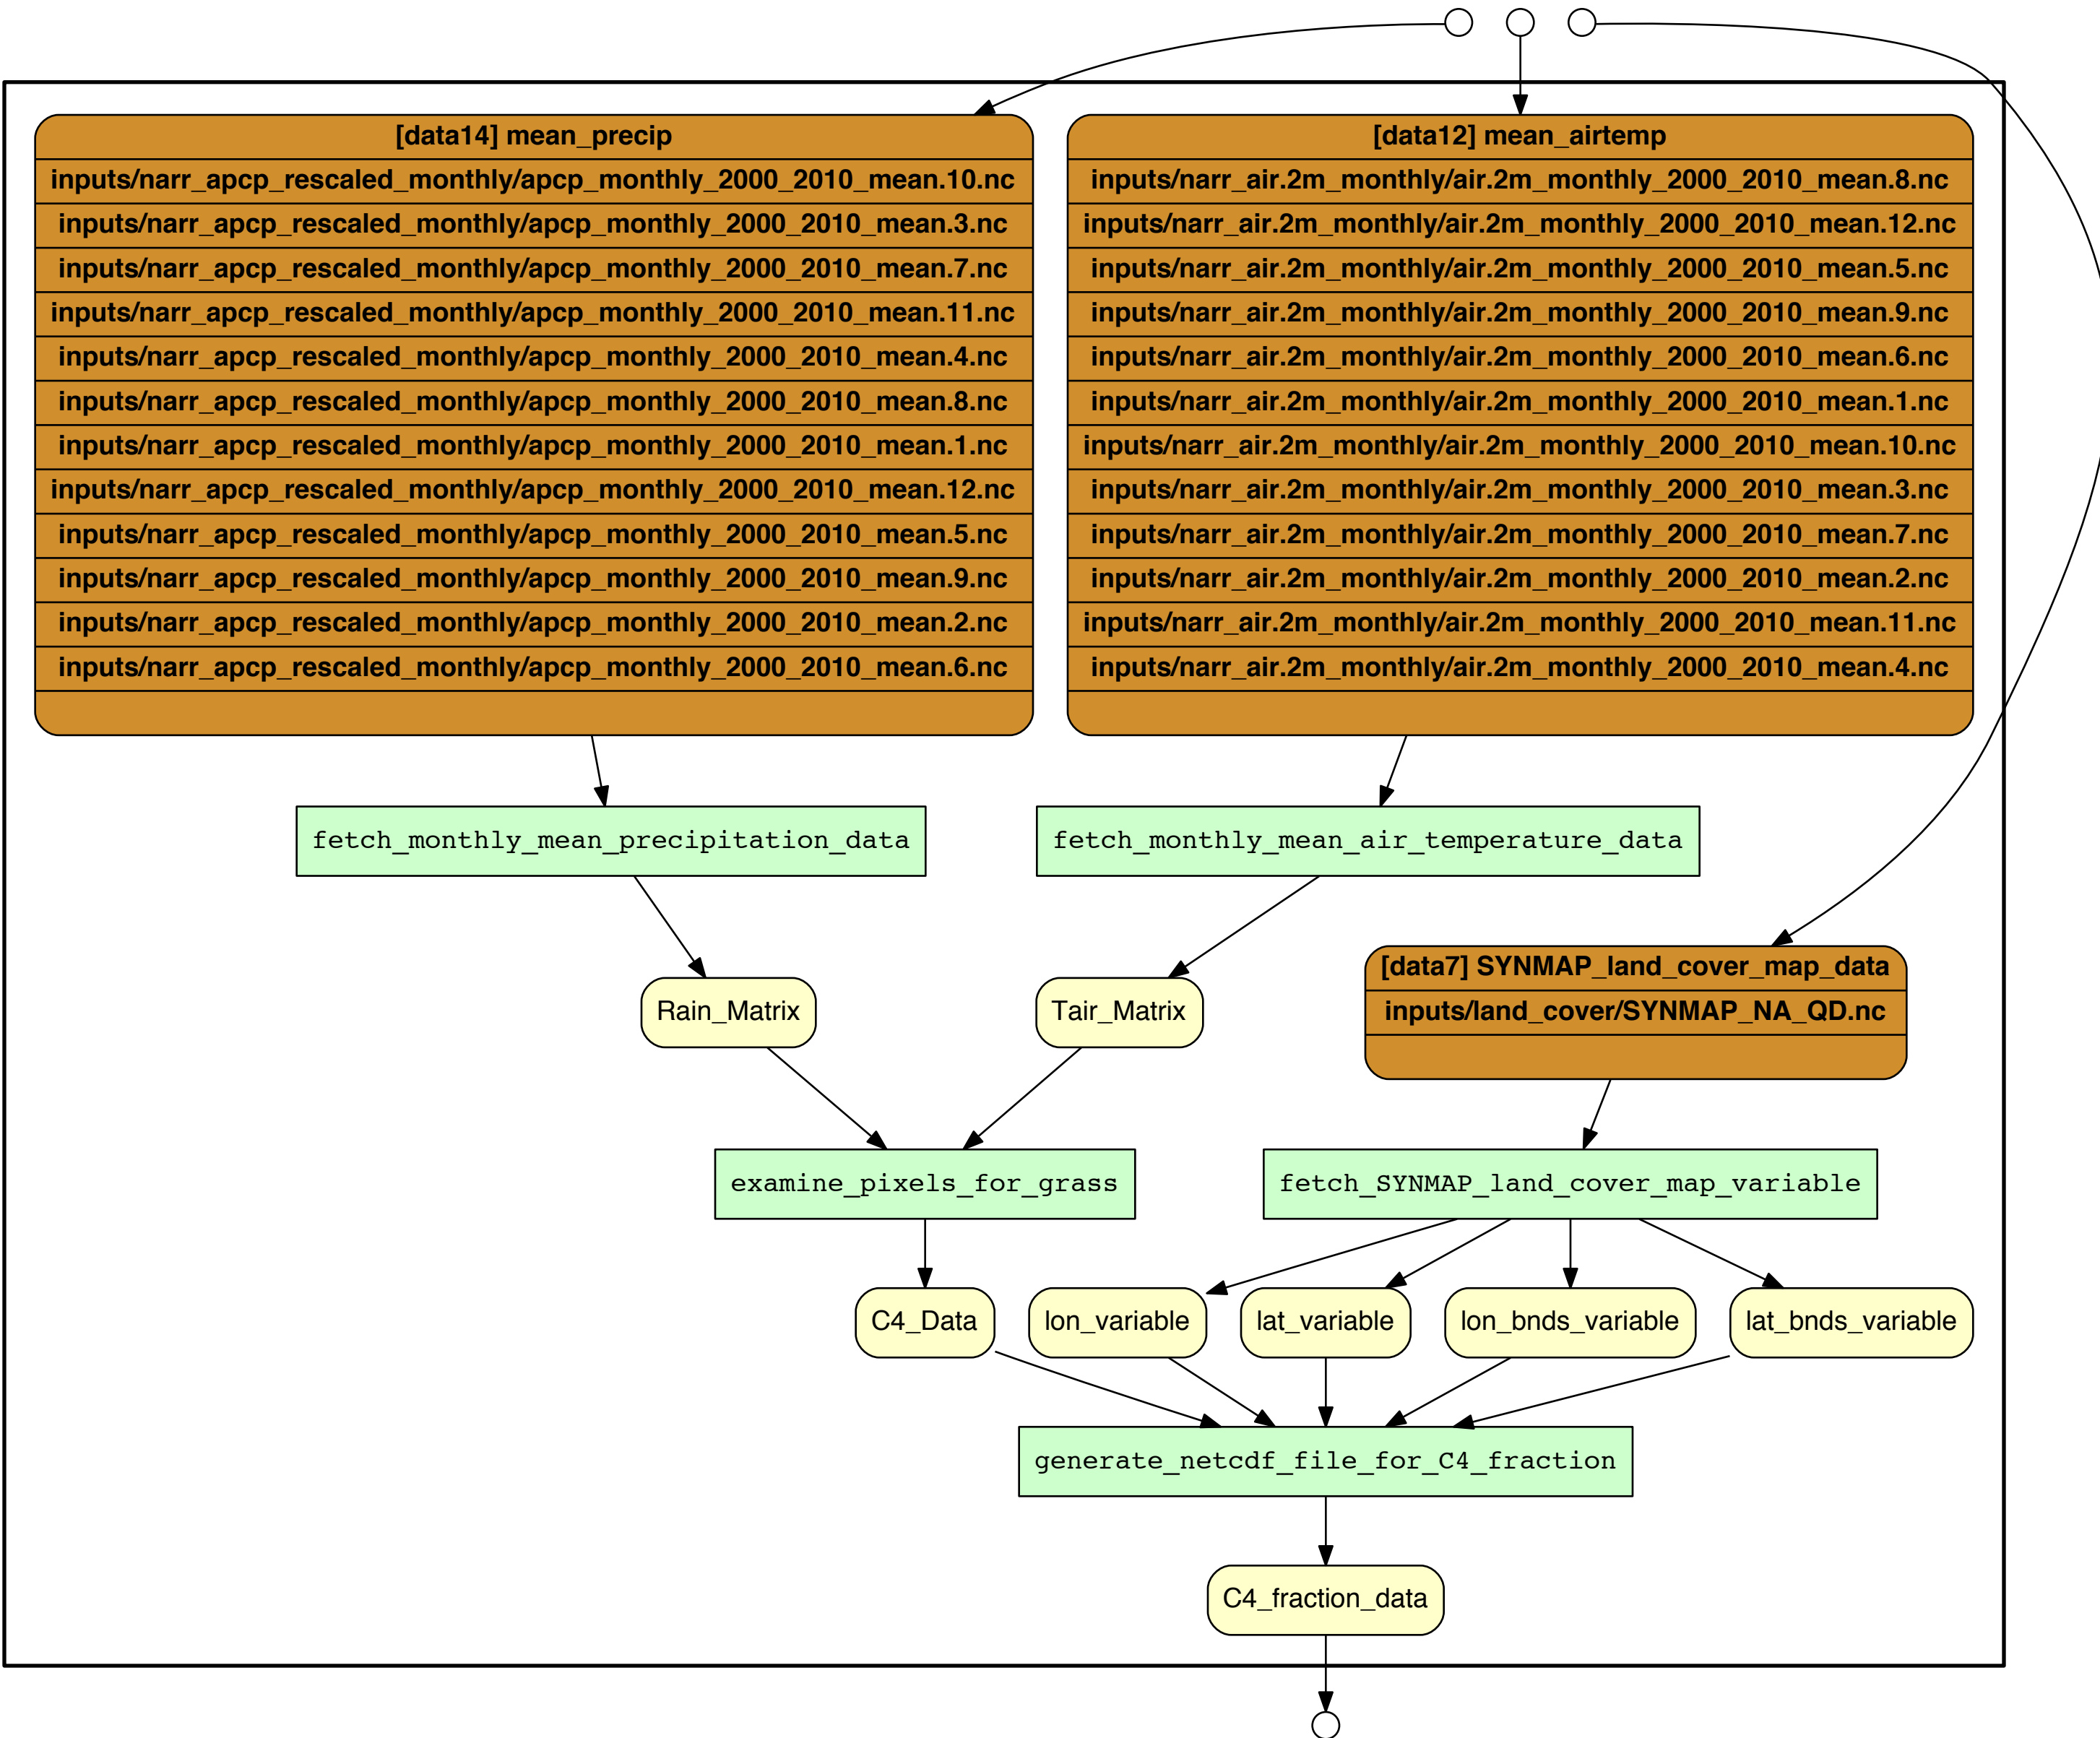 [data14] mean_precip
inputs/narr_apcp_rescaled_monthly/apcp_monthly_2000_2010_mean.10.nc
inputs/narr_apcp_rescaled_monthly/apcp_monthly_2000_2010_mean.3.nc
inputs/narr_apcp_rescaled_monthly/apcp_monthly_2000_2010_mean.7.nc
inputs/narr_apcp_rescaled_monthly/apcp_monthly_2000_2010_mean.11.nc
inputs/narr_apcp_rescaled_monthly/apcp_monthly_2000_2010_mean.4.nc
inputs/narr_apcp_rescaled_monthly/apcp_monthly_2000_2010_mean.8.nc
inputs/narr_apcp_rescaled_monthly/apcp_monthly_2000_2010_mean.1.nc
inputs/narr_apcp_rescaled_monthly/apcp_monthly_2000_2010_mean.12.nc
inputs/narr_apcp_rescaled_monthly/apcp_monthly_2000_2010_mean.5.nc
inputs/narr_apcp_rescaled_monthly/apcp_monthly_2000_2010_mean.9.nc
inputs/narr_apcp_rescaled_monthly/apcp_monthly_2000_2010_mean.2.nc
inputs/narr_apcp_rescaled_monthly/apcp_monthly_2000_2010_mean.6.nc
[data12] mean_airtemp
inputs/narr_air.2m_monthly/air.2m_monthly_2000_2010_mean.8.nc
inputs/narr_air.2m_monthly/air.2m_monthly_2000_2010_mean.12.nc
inputs/narr_air.2m_monthly/air.2m_monthly_2000_2010_mean.5.nc
inputs/narr_air.2m_monthly/air.2m_monthly_2000_2010_mean.9.nc
inputs/narr_air.2m_monthly/air.2m_monthly_2000_2010_mean.6.nc
inputs/narr_air.2m_monthly/air.2m_monthly_2000_2010_mean.1.nc
inputs/narr_air.2m_monthly/air.2m_monthly_2000_2010_mean.10.nc
inputs/narr_air.2m_monthly/air.2m_monthly_2000_2010_mean.3.nc
inputs/narr_air.2m_monthly/air.2m_monthly_2000_2010_mean.7.nc
inputs/narr_air.2m_monthly/air.2m_monthly_2000_2010_mean.2.nc
inputs/narr_air.2m_monthly/air.2m_monthly_2000_2010_mean.11.nc
inputs/narr_air.2m_monthly/air.2m_monthly_2000_2010_mean.4.nc
fetch_monthly_mean_precipitation_data
fetch_monthly_mean_air_temperature_data
Rain_Matrix
Tair_Matrix
[data7] SYNMAP_land_cover_map_data
inputs/land_cover/SYNMAP_NA_QD.nc
examine_pixels_for_grass
fetch_SYNMAP_land_cover_map_variable
C4_Data
lon_variable
lat_variable
lon_bnds_variable
lat_bnds_variable
generate_netcdf_file_for_C4_fraction
C4_fraction_data